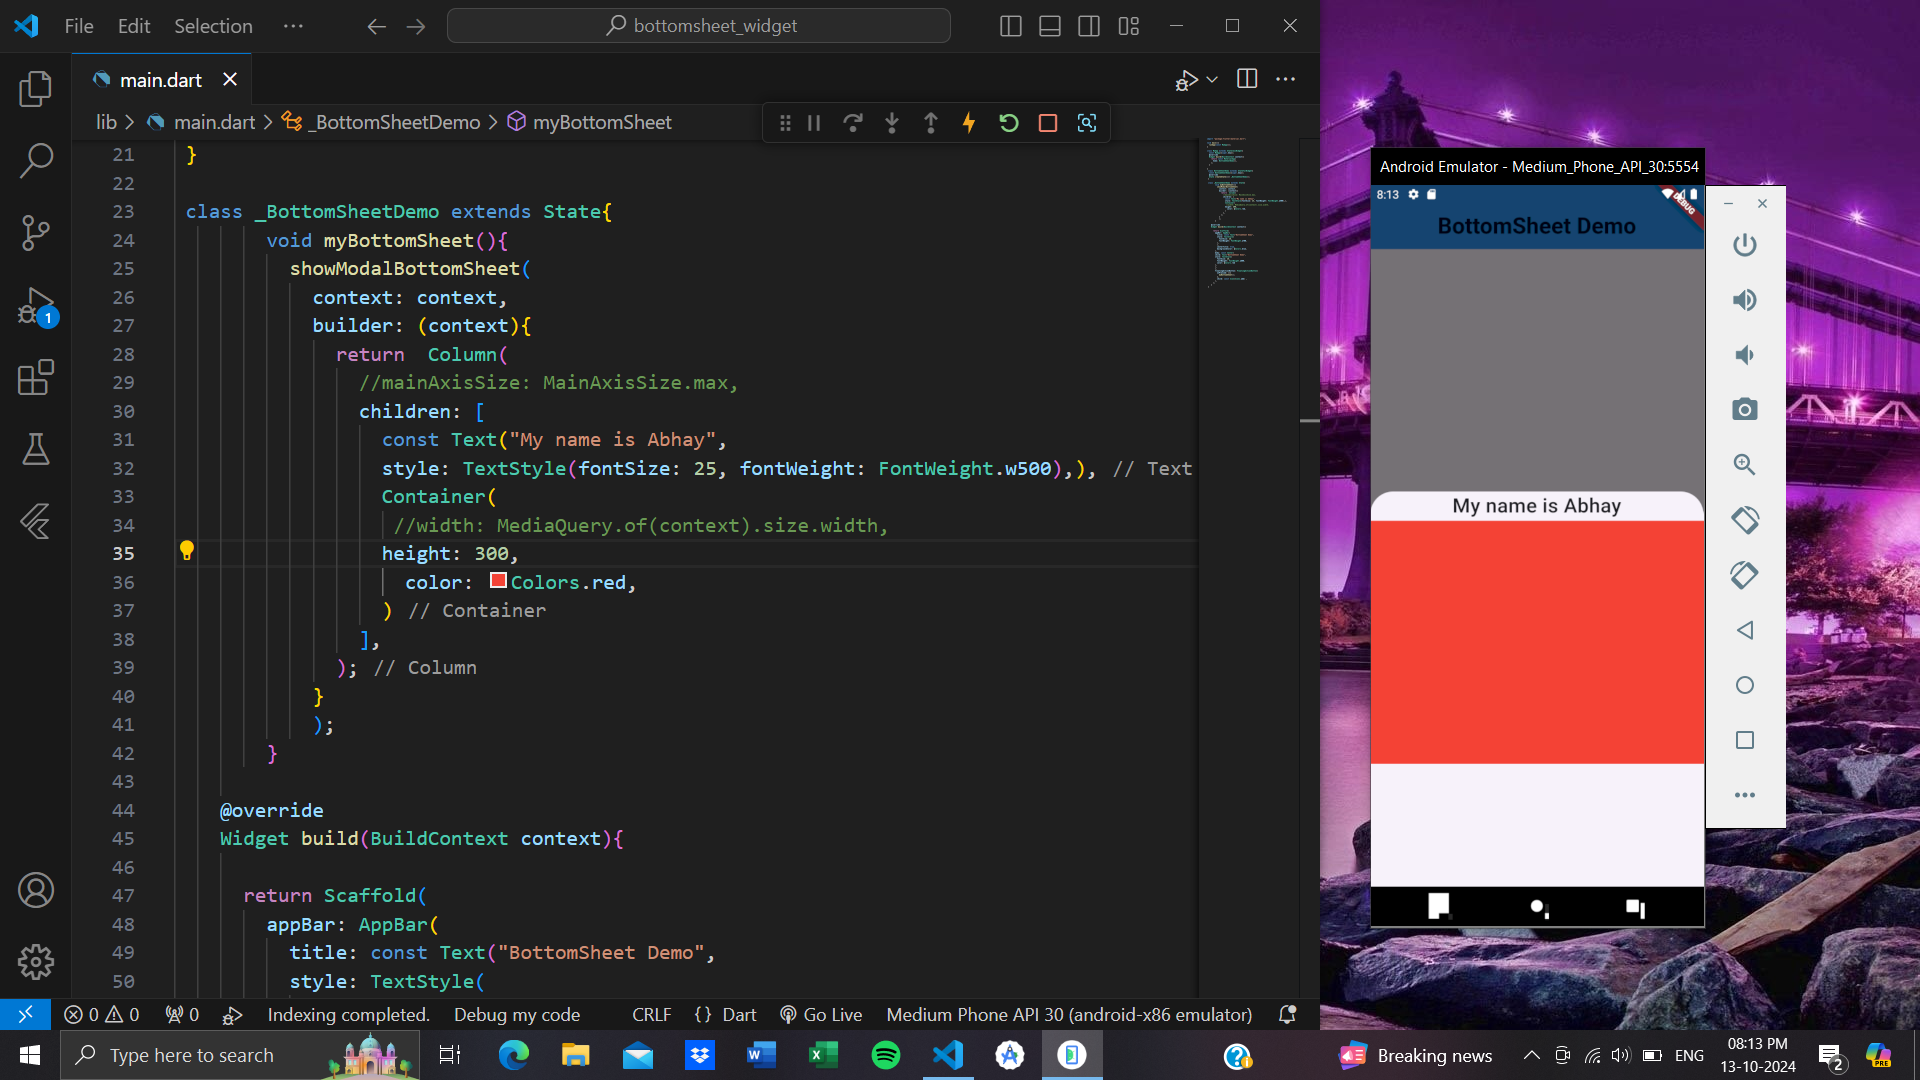 File Edit Selection ··· bottomsheet_widget
main.dart
lib > main.dart > _BottomSheetDemo > myBottomSheet
21 }
22
23 class _BottomSheetDemo extends State{
24 void myBottomSheet(){
25 showModalBottomSheet(
26 context: context,
27 builder: (context){
28 return  Column(
29 //mainAxisSize: MainAxisSize.max,
30 children: [
31 const Text("My name is Abhay",
32 style: TextStyle(fontSize: 25, fontWeight: FontWeight.w500),), // Text
33 Container(
34 //width: MediaQuery.of(context).size.width,
35 height: 300,
36 color: Colors.red,
37 ) // Container
38 ],
39 ); // Column
40 }
41 );
42 }
43
44 @override
45 Widget build(BuildContext context){
46
47 return Scaffold(
48 appBar: AppBar(
49 title: const Text("BottomSheet Demo",
50 style: TextStyle(
1
0 0 0 Indexing completed. Debug my code CRLF {} Dart Go Live Medium Phone API 30 (android-x86 emulator)
Android Emulator - Medium_Phone_API_30:5554
8:13
DEBUG
BottomSheet Demo
My name is Abhay
Type here to search
Breaking news
ENG
08:13 PM
13-10-2024
2
PRE